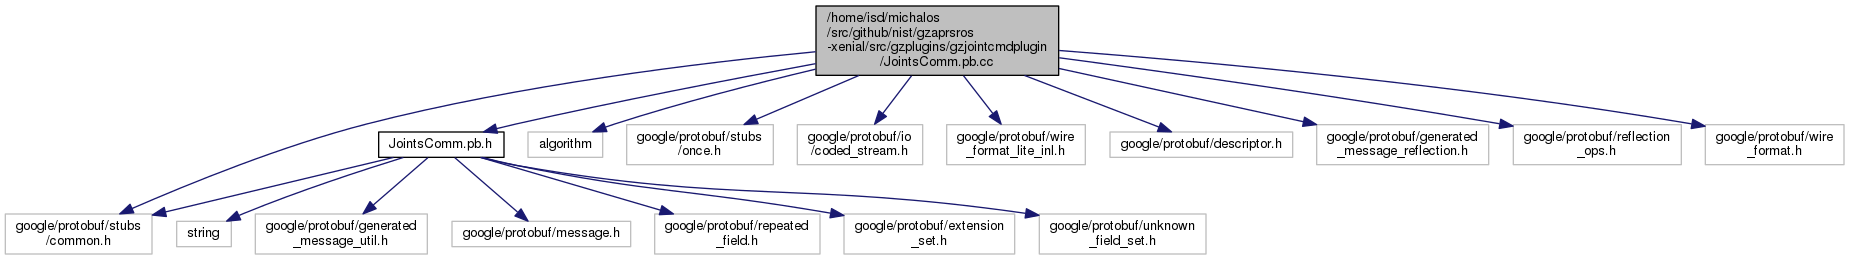 /home/isd/michalos
/src/github/nist/gzaprsros
-xenial/src/gzplugins/gzjointcmdplugin
/JointsComm.pb.cc
JointsComm.pb.h
algorithm
google/protobuf/stubs
/once.h
google/protobuf/io
/coded_stream.h
google/protobuf/wire
_format_lite_inl.h
google/protobuf/descriptor.h
google/protobuf/generated
_message_reflection.h
google/protobuf/reflection
_ops.h
google/protobuf/wire
_format.h
google/protobuf/stubs
/common.h
string
google/protobuf/generated
_message_util.h
google/protobuf/message.h
google/protobuf/repeated
_field.h
google/protobuf/extension
_set.h
google/protobuf/unknown
_field_set.h